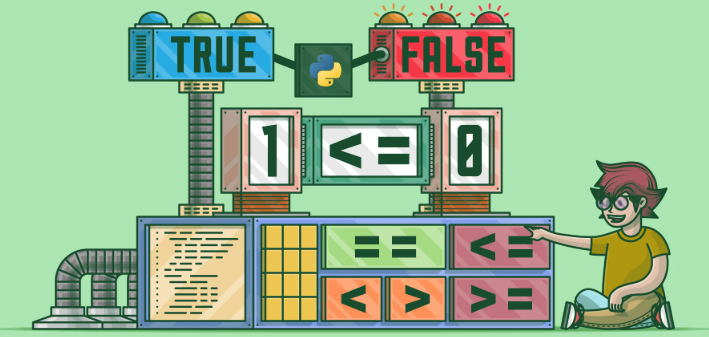 TRUE FALSE
1 <= 0
== <=
< > >=